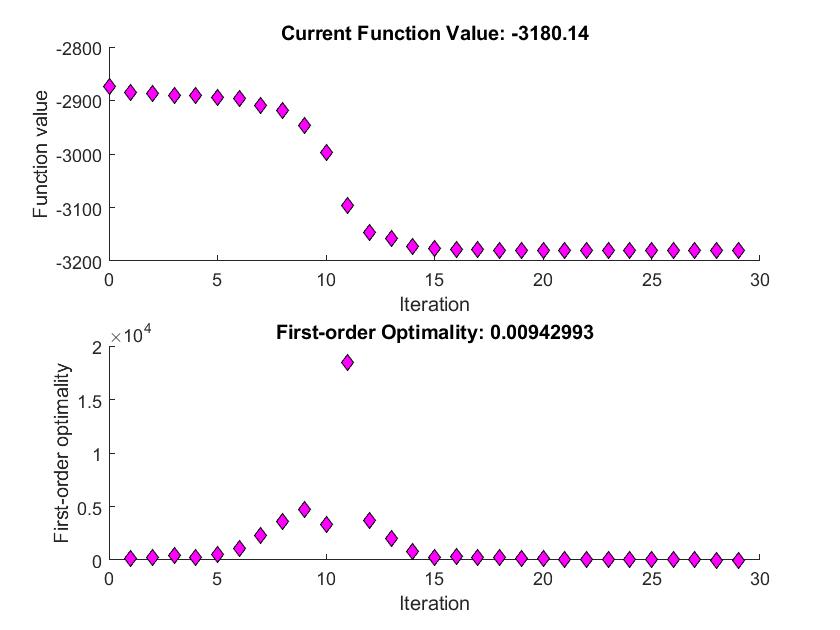 Current Function Value: -3180.14
-2800
-2900
-3000
-3100
-3200
Function value
0 5 10 15 20 25 30
Iteration
First-order Optimality: 0.00942993
×10^4
2
1.5
1
0.5
0
First-order optimality
0 5 10 15 20 25 30
Iteration